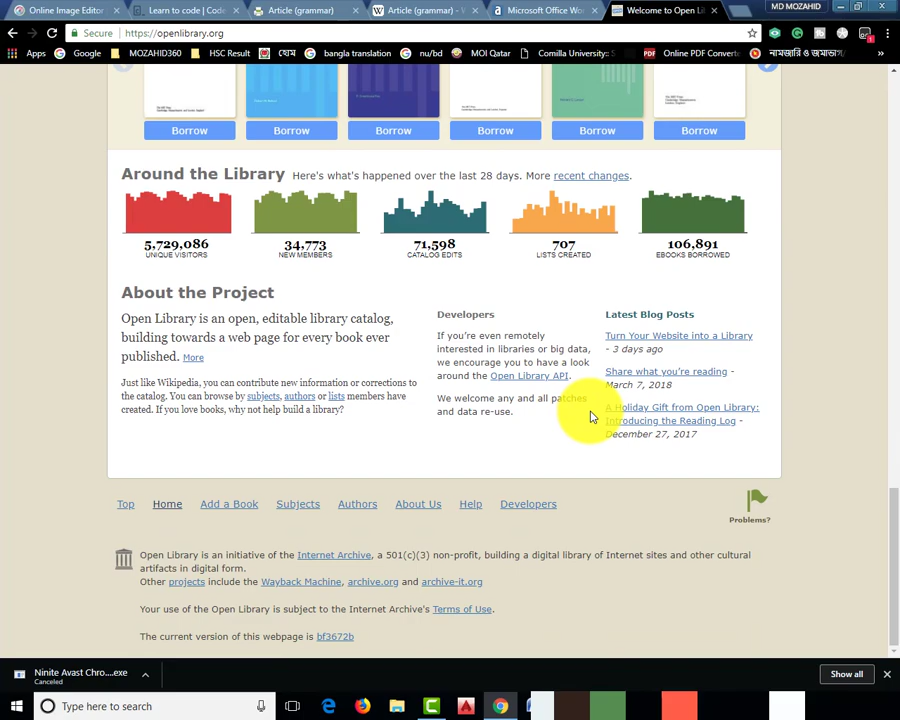 Online Image Editor
Learn to code | Code
Article (grammar)
Article (grammar) - W
Microsoft Office Wo
Welcome to Open Li
MD MOZAHID
Secure
https://openlibrary.org
Apps
Google
MOZAHID360
HSC Result
হোম
bangla translation
nu/bd
MOI Qatar
Comilla University::
Online PDF Converte
নামজারি ও জমাভাগ/
Borrow
Borrow
Borrow
Borrow
Borrow
Borrow
Around the Library Here's what's happened over the last 28 days. More recent changes.
5,729,086
UNIQUE VISITORS
34,773
NEW MEMBERS
71,598
CATALOG EDITS
707
LISTS CREATED
106,891
EBOOKS BORROWED
About the Project
Open Library is an open, editable library catalog,
building towards a web page for every book ever
published. More
Just like Wikipedia, you can contribute new information or corrections to
the catalog. You can browse by subjects, authors or lists members have
created. If you love books, why not help build a library?
Developers
If you're even remotely
interested in libraries or big data,
we encourage you to have a look
around the Open Library API.
We welcome any and all patches
and data re-use.
Latest Blog Posts
Turn Your Website into a Library
- 3 days ago
Share what you're reading -
March 7, 2018
A Holiday Gift from Open Library:
Introducing the Reading Log -
December 27, 2017
Top Home Add a Book Subjects Authors About Us Help Developers
Problems?
Open Library is an initiative of the Internet Archive, a 501(c)(3) non-profit, building a digital library of Internet sites and other cultural
artifacts in digital form.
Other projects include the Wayback Machine, archive.org and archive-it.org
Your use of the Open Library is subject to the Internet Archive's Terms of Use.
The current version of this webpage is bf3672b
Ninite Avast Chro....exe
Canceled
Show all
Type here to search